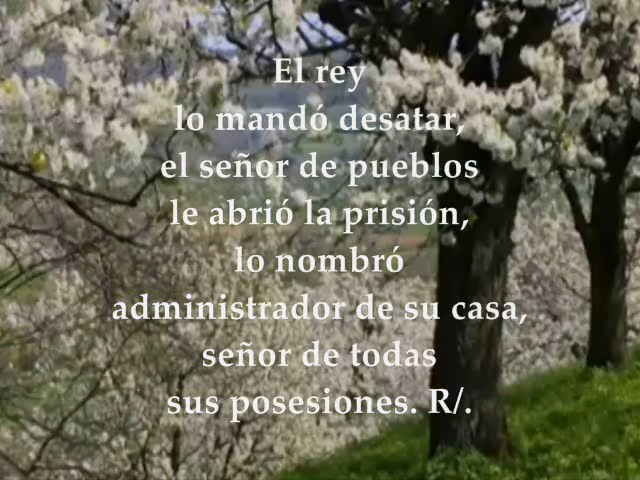 El rey
lo mandó desatar,
el señor de pueblos
le abrió la prisión,
lo nombró
administrador de su casa,
señor de todas
sus posesiones. R/.